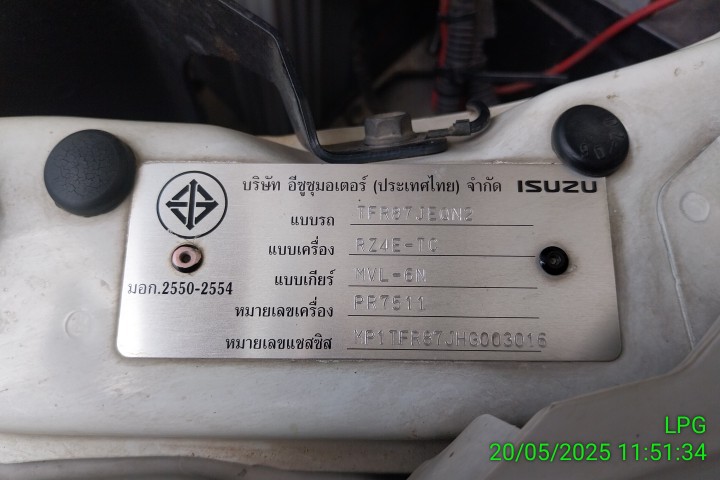 บริษัท อีซูซุมอเตอร์ (ประเทศไทย) จำกัด ISUZU
แบบรถ TFR87JEQN2
แบบเครื่อง RZ4E-TC
แบบเกียร์ MVL-6N
มอก.2550-2554
หมายเลขเครื่อง PR7511
หมายเลขแชสซิส MP1TFR87JHG003016
LPG
20/05/2025 11:51:34